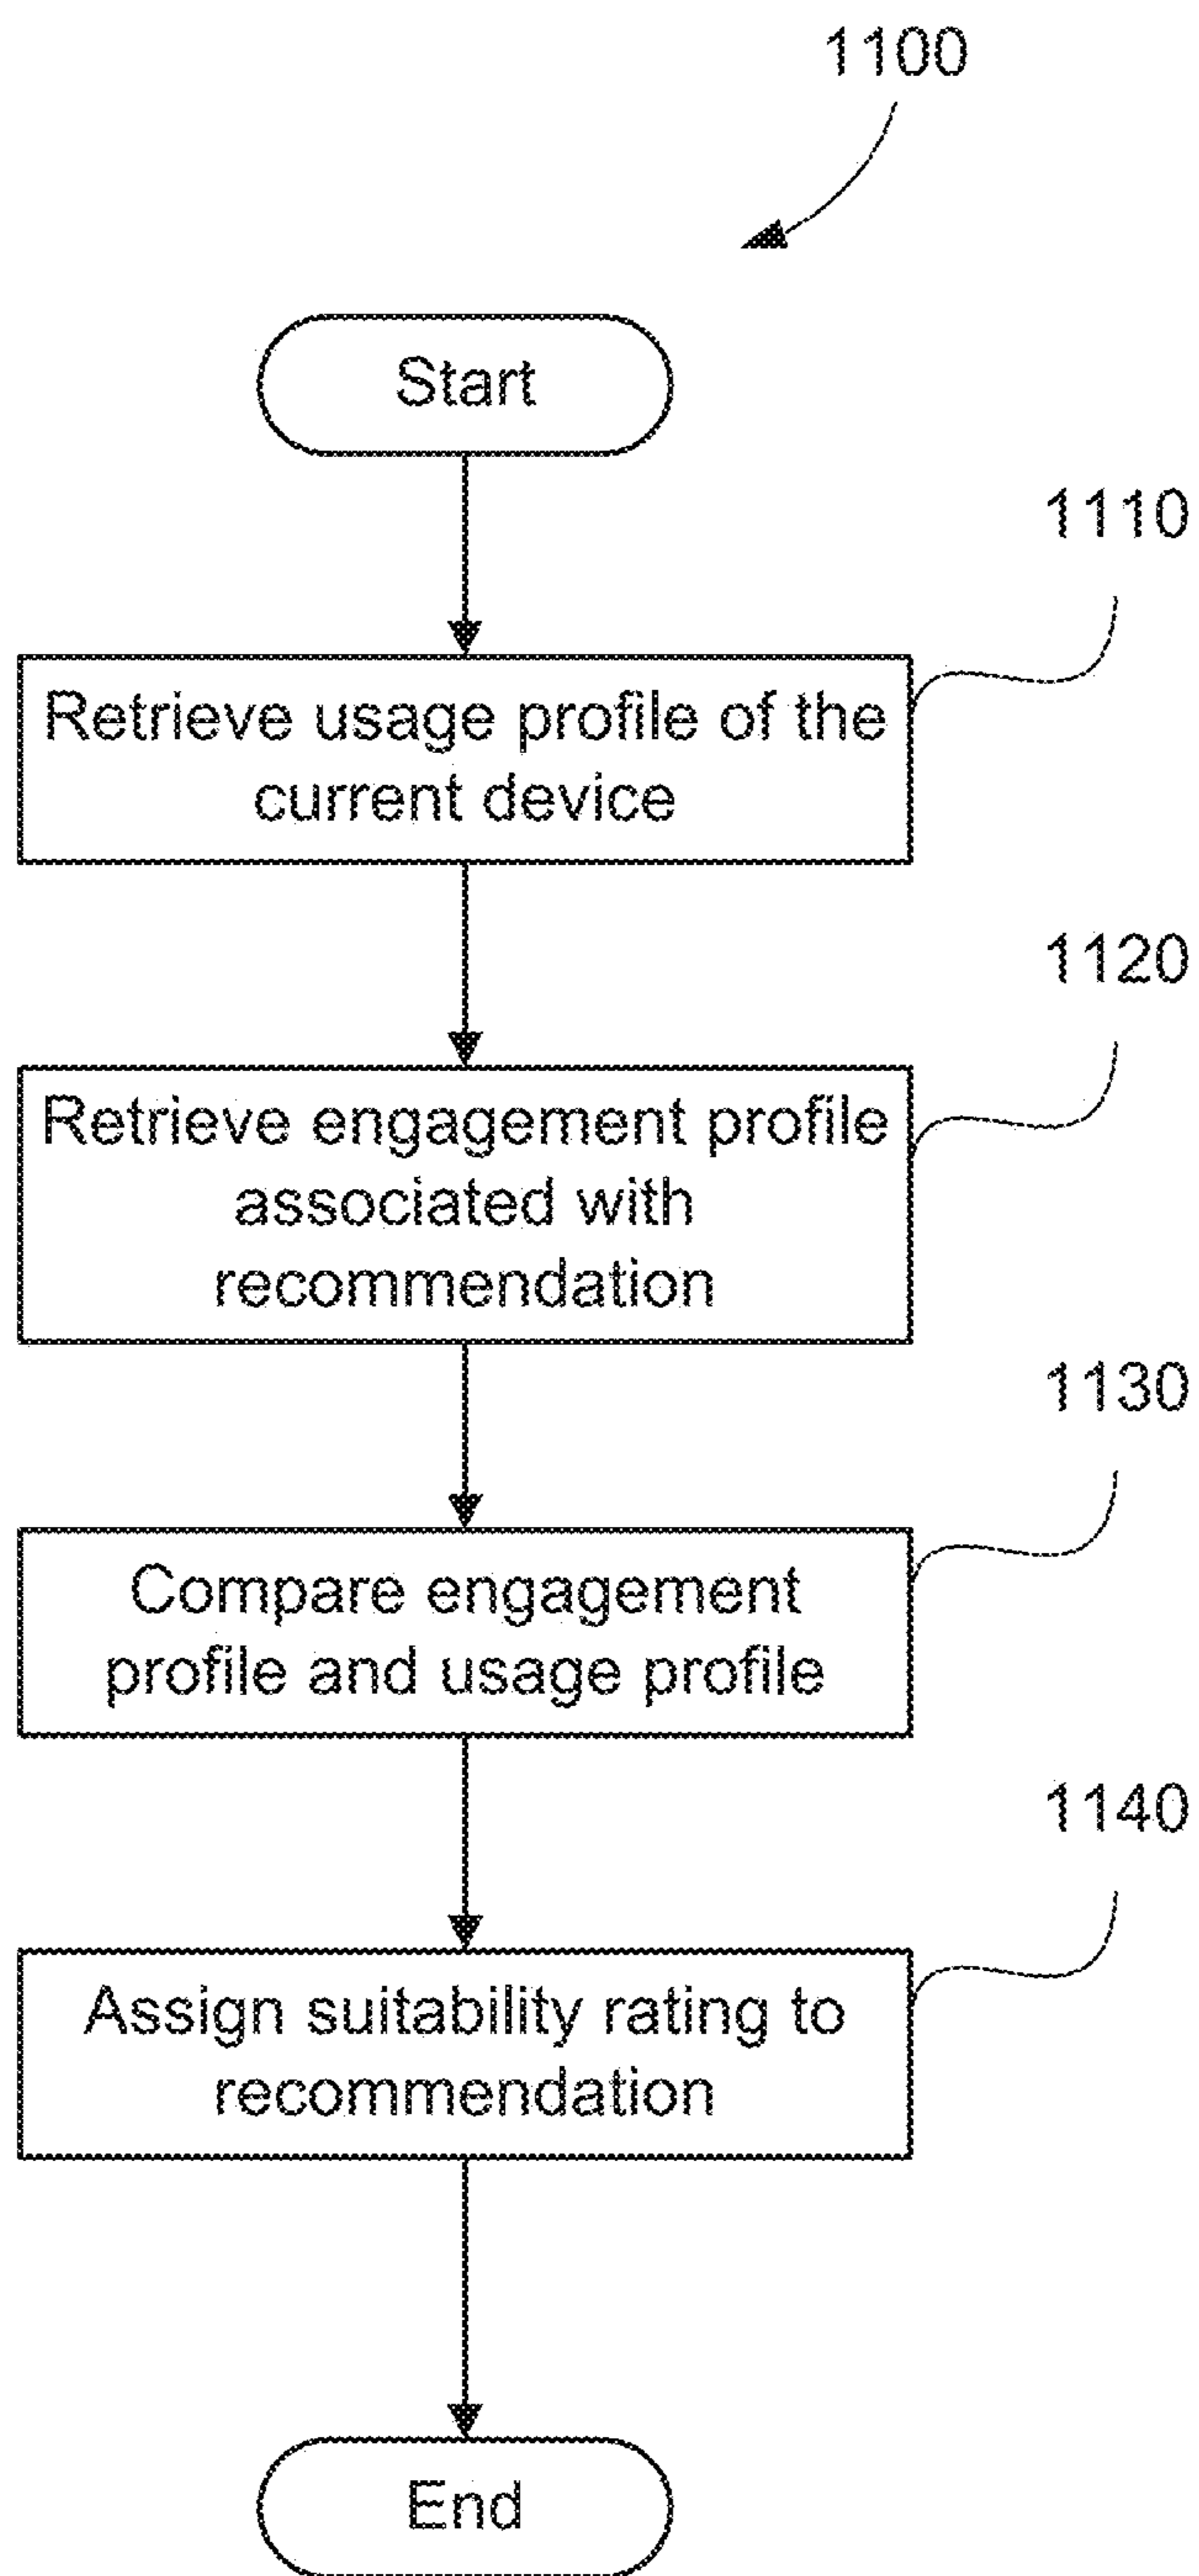 1100
Start
1110
Retrieve usage profile of the
current device
1120
Retrieve engagement profile
associated with
recommendation
1130
Compare engagement
profile and usage profile
1140
Assign suitability rating to
recommendation
End